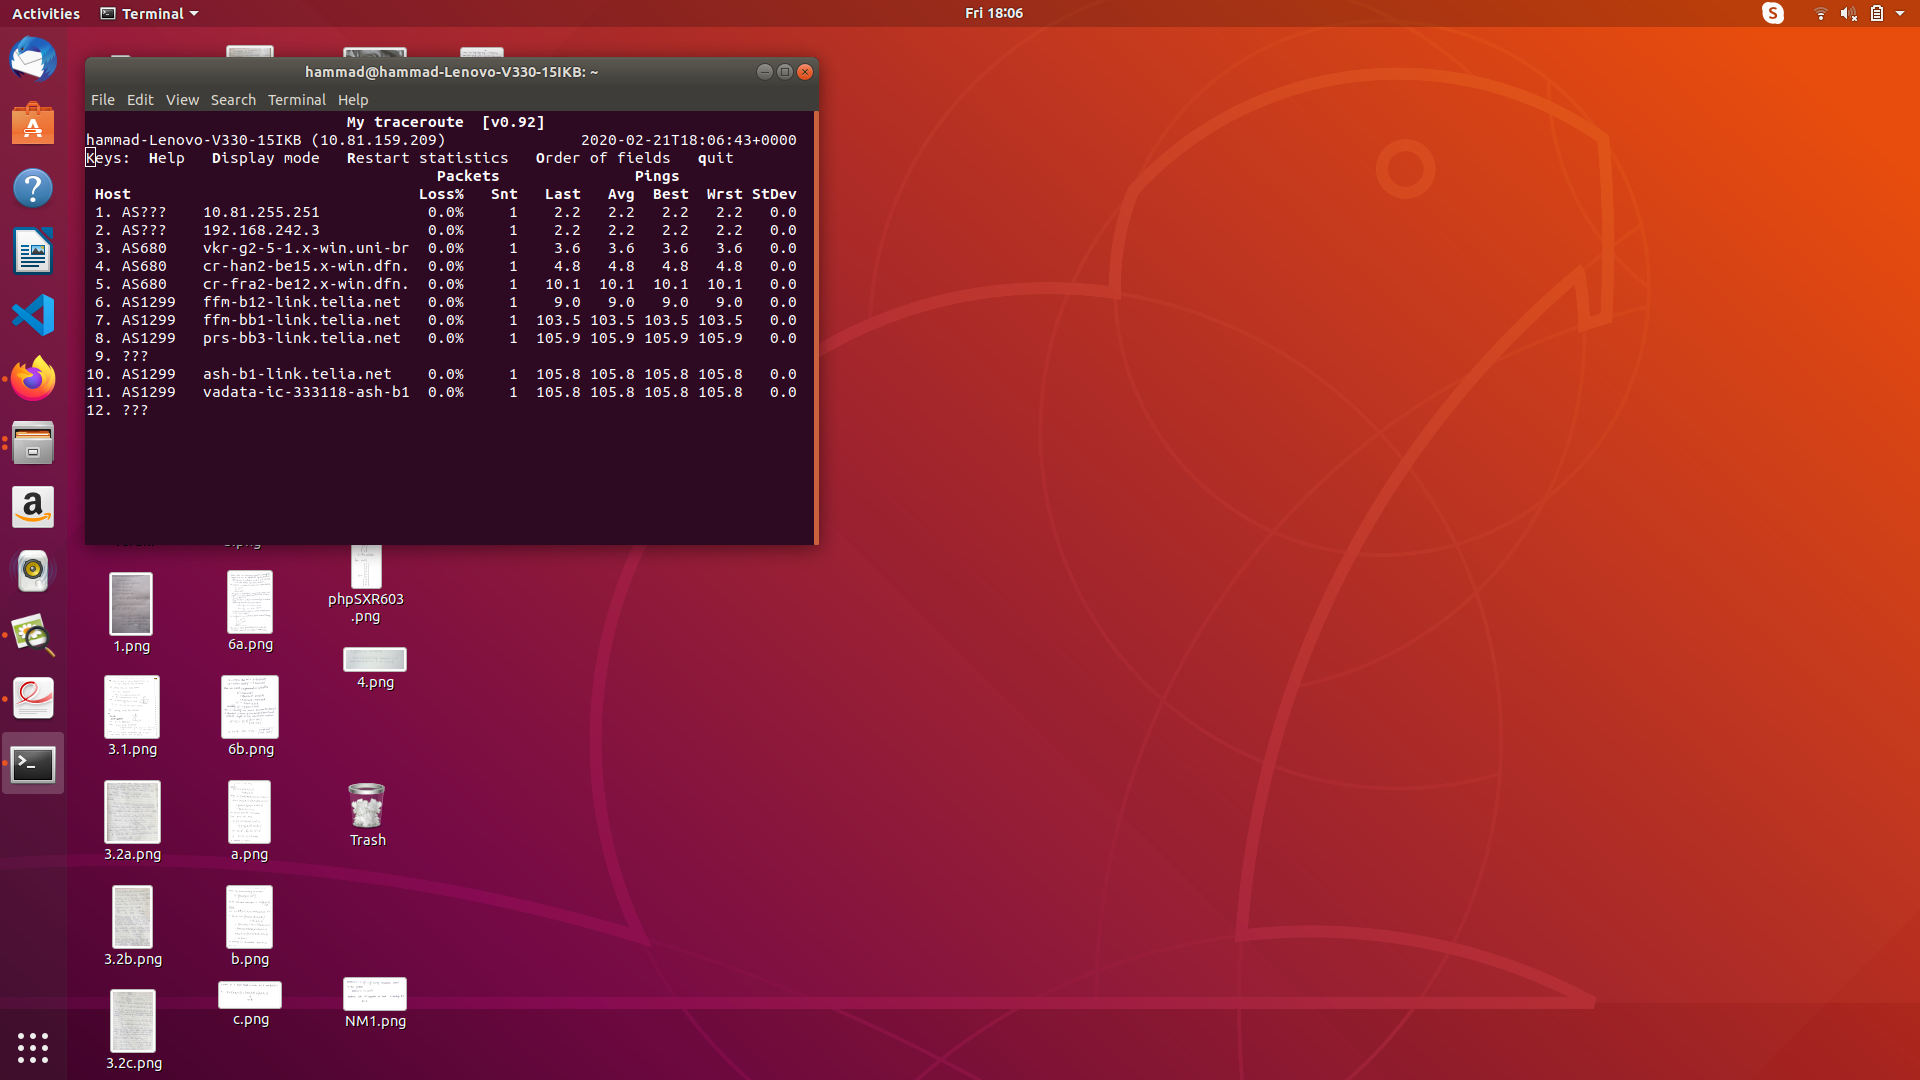 Activities Terminal Fri 18:06
hammad@hammad-Lenovo-V330-15IKB: ~
File Edit View Search Terminal Help
My traceroute [v0.92]
hammad-Lenovo-V330-15IKB (10.81.159.209) 2020-02-21T18:06:43+0000
Keys: Help Display mode Restart statistics Order of fields quit
Packets Pings
Host Loss% Snt Last Avg Best Wrst StDev
1. AS??? 10.81.255.251 0.0% 1 2.2 2.2 2.2 2.2 0.0
2. AS??? 192.168.242.3 0.0% 1 2.2 2.2 2.2 2.2 0.0
3. AS680 vkr-g2-5-1.x-win.uni-br 0.0% 1 3.6 3.6 3.6 3.6 0.0
4. AS680 cr-han2-be15.x-win.dfn. 0.0% 1 4.8 4.8 4.8 4.8 0.0
5. AS680 cr-fra2-be12.x-win.dfn. 0.0% 1 10.1 10.1 10.1 10.1 0.0
6. AS1299 ffm-b12-link.telia.net 0.0% 1 9.0 9.0 9.0 9.0 0.0
7. AS1299 ffm-bb1-link.telia.net 0.0% 1 103.5 103.5 103.5 103.5 0.0
8. AS1299 prs-bb3-link.telia.net 0.0% 1 105.9 105.9 105.9 105.9 0.0
9. ???
10. AS1299 ash-b1-link.telia.net 0.0% 1 105.8 105.8 105.8 105.8 0.0
11. AS1299 vadata-ic-333118-ash-b1 0.0% 1 105.8 105.8 105.8 105.8 0.0
12. ???
phpSXR603
.png
1.png 6a.png
4.png
3.1.png 6b.png
Trash
3.2a.png a.png
3.2b.png b.png
c.png NM1.png
3.2c.png